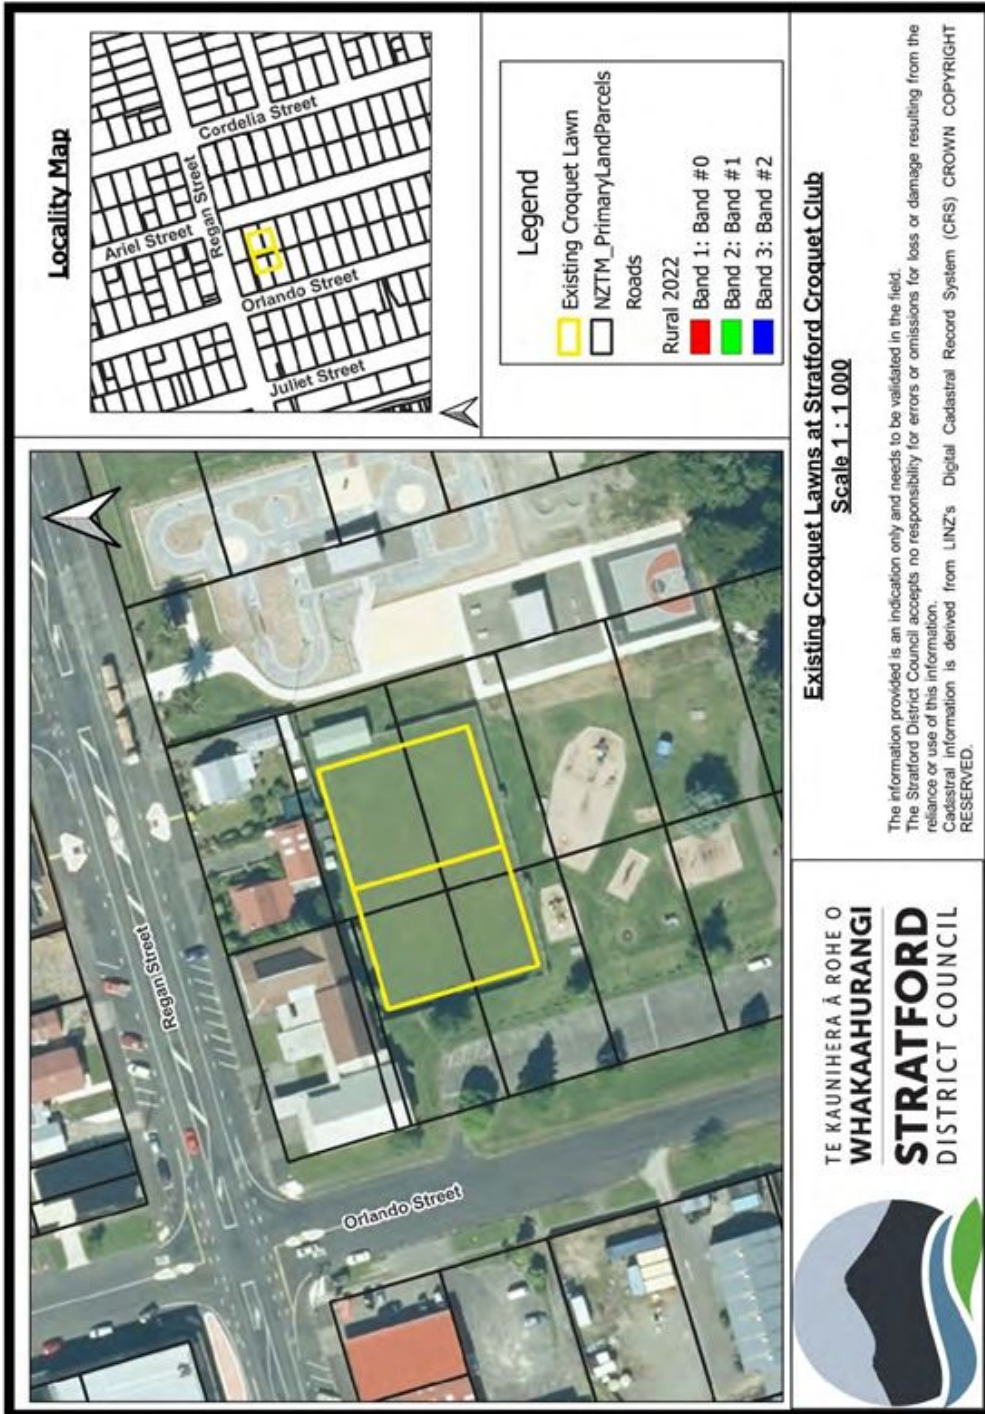 Regan Street
Orlando Street
Locality Map
Ariel Street
Regan Street
Cordelia Street
Orlando Street
Juliet Street
Legend
Existing Croquet Lawn
NZTM_PrimaryLandParcels
Roads
Rural 2022
Band 1: Band #0
Band 2: Band #1
Band 3: Band #2
TE KAUNIHERA Ā ROHE O
WHAKAAHURANGI
STRATFORD
DISTRICT COUNCIL
Existing Croquet Lawns at Stratford Croquet Club
Scale 1 : 1 000
The information provided is an indication only and needs to be validated in the field.
The Stratford District Council accepts no responsibility for errors or omissions for loss or damage resulting from the
reliance or use of this information.
Cadastral information is derived from LINZ's Digital Cadastral Record System (CRS) CROWN COPYRIGHT
RESERVED.